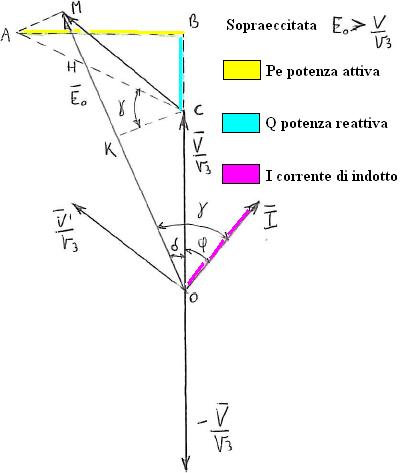 M
A
B
Sopraeccitata E₀ > V/√3
H
Ē₀
Pe potenza attiva
γ
C
Q potenza reattiva
K
V̄/√3
I corrente di indotto
V̄'/√3
γ
Ī
δ
φ
O
-V̄/√3